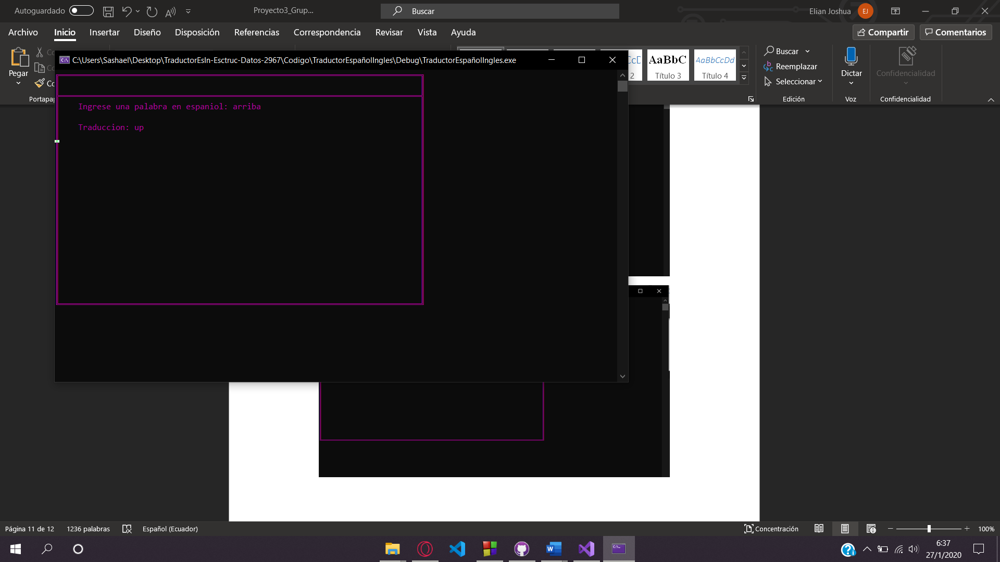 Autoguardado
Proyecto3_Grup...
Buscar
Elian Joshua
EJ
Archivo
Inicio
Insertar
Diseño
Disposición
Referencias
Correspondencia
Revisar
Vista
Ayuda
Compartir
Comentarios
Pegar
Portapap
C:\Users\Sashael\Desktop\TraductorEsIn-Esctruc-Datos-2967\Codigo\TraductorEspañolIngles\Debug\TraductorEspañolIngles.exe
AaBbC
AaBbCcDd
2
Título 3
Título 4
Buscar
Reemplazar
Seleccionar
Edición
Dictar
Voz
Confidencialidad
Confidencialidad
Ingrese una palabra en espaniol: arriba
Traduccion: up
Página 11 de 12
1236 palabras
Español (Ecuador)
Concentración
100%
6:37
27/1/2020